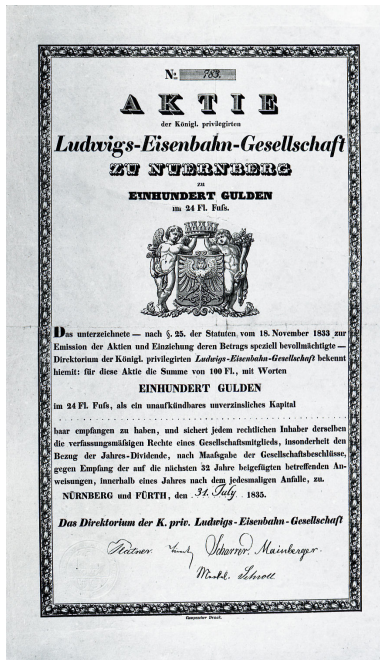 No. 783.
AKTIE
der Königl. privilegirten
Ludwigs-Eisenbahn-Gesellschaft
ZU NUERNBERG
zu
EINHUNDERT GULDEN
im 24 Fl. Fufs.
Das unterzeichnete — nach §. 25. der Statuten vom 18. November 1833 zur
Emission der Aktien und Einziehung deren Betrags speziell bevollmächtigte —
Direktorium der Königl. privilegirten Ludwigs-Eisenbahn-Gesellschaft bekennt
hiemit: für diese Aktie die Summe von 100 Fl., mit Worten
EINHUNDERT GULDEN
im 24 Fl. Fufs, als ein unaufkündbares unverzinsliches Kapital
baar empfangen zu haben, und sichert jedem rechtlichen Inhaber derselben
die verfassungsmäsigen Rechte eines Gesellschaftsmitglieds, insonderheit den
Bezug der Jahres-Dividende, nach Maafsgabe der Gesellschaftsbeschlüsse,
gegen Empfang der auf die nächsten 32 Jahre beigefügten betreffenden An-
weisungen, innerhalb eines Jahres nach dem jedesmaligen Anfalle, zu.
NÜRNBERG und FÜRTH, den 31. July 1835.
Das Direktorium der K. priv. Ludwigs-Eisenbahn-Gesellschaft
Scharrer. Mainberger.
Schroll
Campesche Druck.